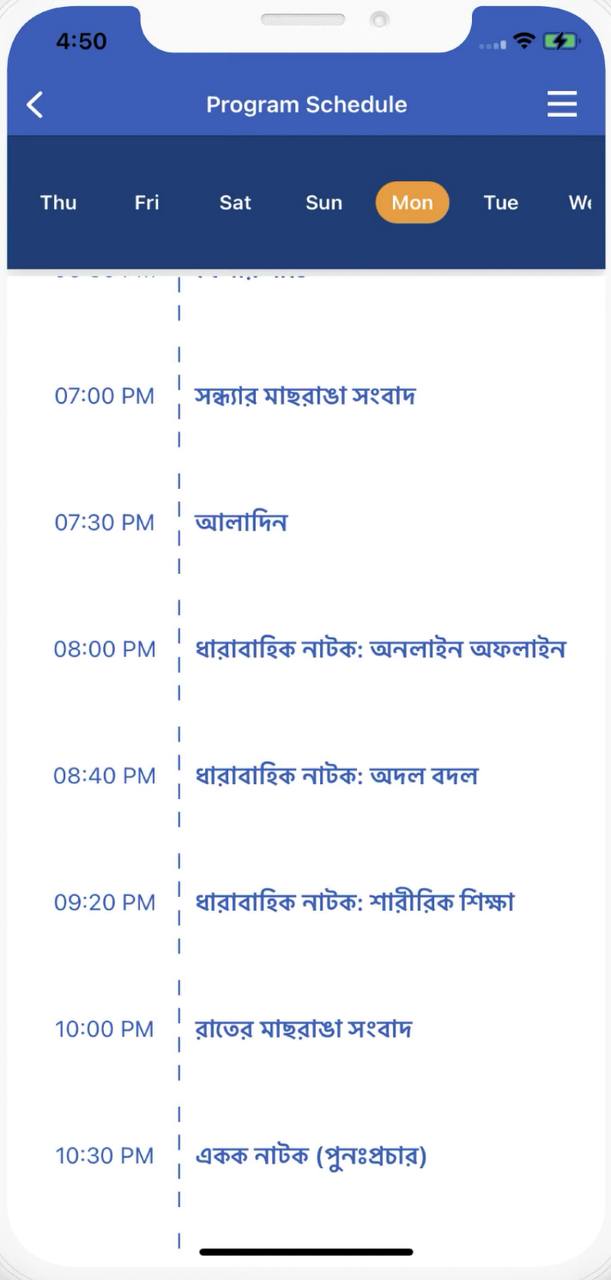 4:50
Program Schedule
Thu Fri Sat Sun Mon Tue
07:00 PM সন্ধ্যার মাছরাঙা সংবাদ
07:30 PM আলাদিন
08:00 PM ধারাবাহিক নাটক: অনলাইন অফলাইন
08:40 PM ধারাবাহিক নাটক: অদল বদল
09:20 PM ধারাবাহিক নাটক: শারীরিক শিক্ষা
10:00 PM রাতের মাছরাঙা সংবাদ
10:30 PM একক নাটক (পুনঃপ্রচার)